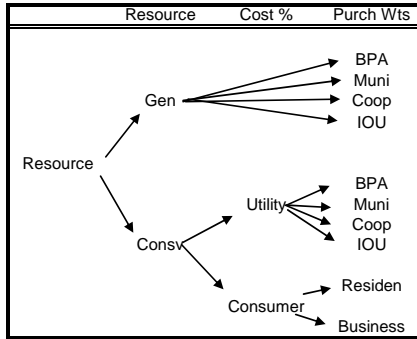 Resource Cost % Purch Wts
BPA
Muni
Gen
Coop
IOU
Resource
BPA
Utility
Muni
Coop
Consv
IOU
Residen
Consumer
Business